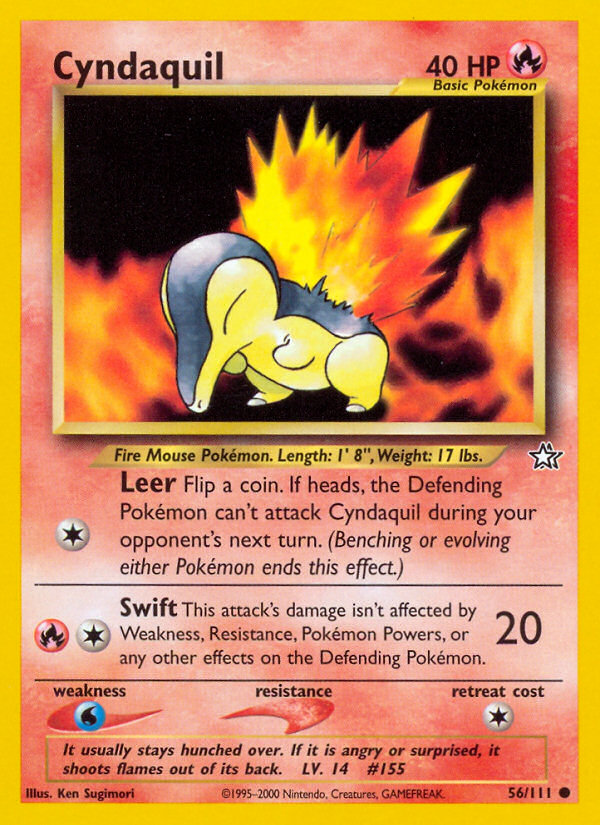 Cyndaquil
40 HP
Basic Pokémon
Fire Mouse Pokémon. Length: 1' 8", Weight: 17 lbs.
Leer Flip a coin. If heads, the Defending
Pokémon can't attack Cyndaquil during your
opponent's next turn. (Benching or evolving
either Pokémon ends this effect.)
Swift This attack's damage isn't affected by
Weakness, Resistance, Pokémon Powers, or
any other effects on the Defending Pokémon.
20
weakness
resistance
retreat cost
It usually stays hunched over. If it is angry or surprised, it
shoots flames out of its back. LV. 14 #155
Illus. Ken Sugimori
©1995–2000 Nintendo, Creatures, GAMEFREAK.
56/111